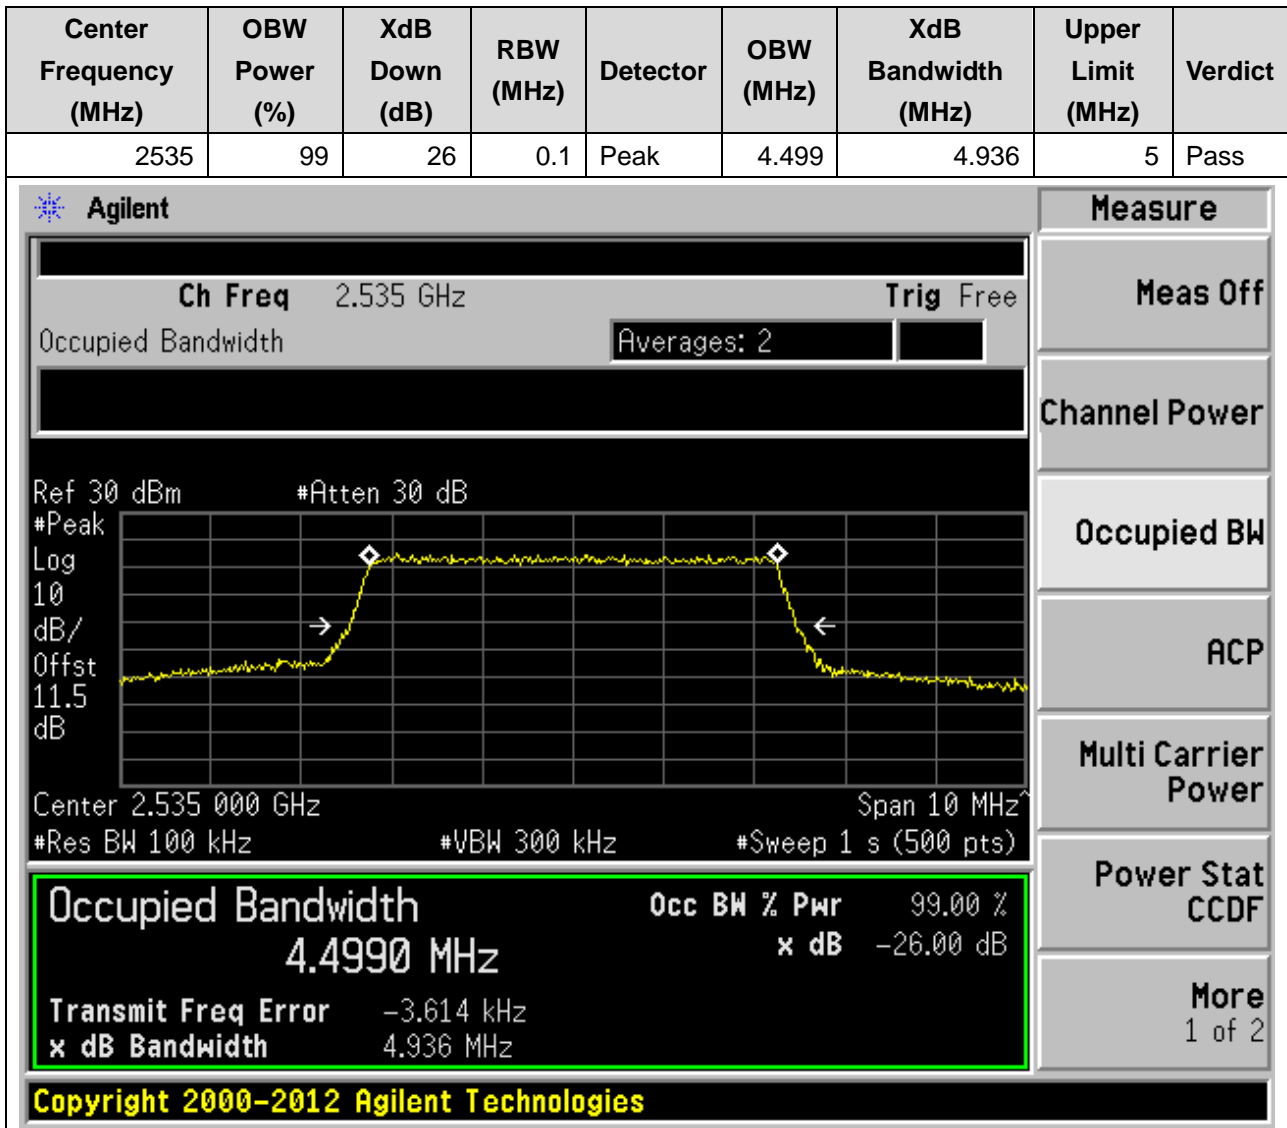 Center Frequency (MHz) OBW Power (%) XdB Down (dB) RBW (MHz) Detector OBW (MHz) XdB Bandwidth (MHz) Upper Limit (MHz) Verdict
2535 99 26 0.1 Peak 4.499 4.936 5 Pass
Agilent
Measure
Ch Freq 2.535 GHz Trig Free
Meas Off
Occupied Bandwidth Averages: 2
Channel Power
Ref 30 dBm #Atten 30 dB
#Peak
Log
10
dB/
Offst
11.5
dB
Occupied BW
ACP
Multi Carrier
Power
Center 2.535 000 GHz Span 10 MHz^
#Res BW 100 kHz #VBW 300 kHz #Sweep 1 s (500 pts)
Power Stat
CCDF
Occupied Bandwidth Occ BW % Pwr 99.00 %
4.4990 MHz x dB -26.00 dB
Transmit Freq Error -3.614 kHz
x dB Bandwidth 4.936 MHz
More
1 of 2
Copyright 2000-2012 Agilent Technologies